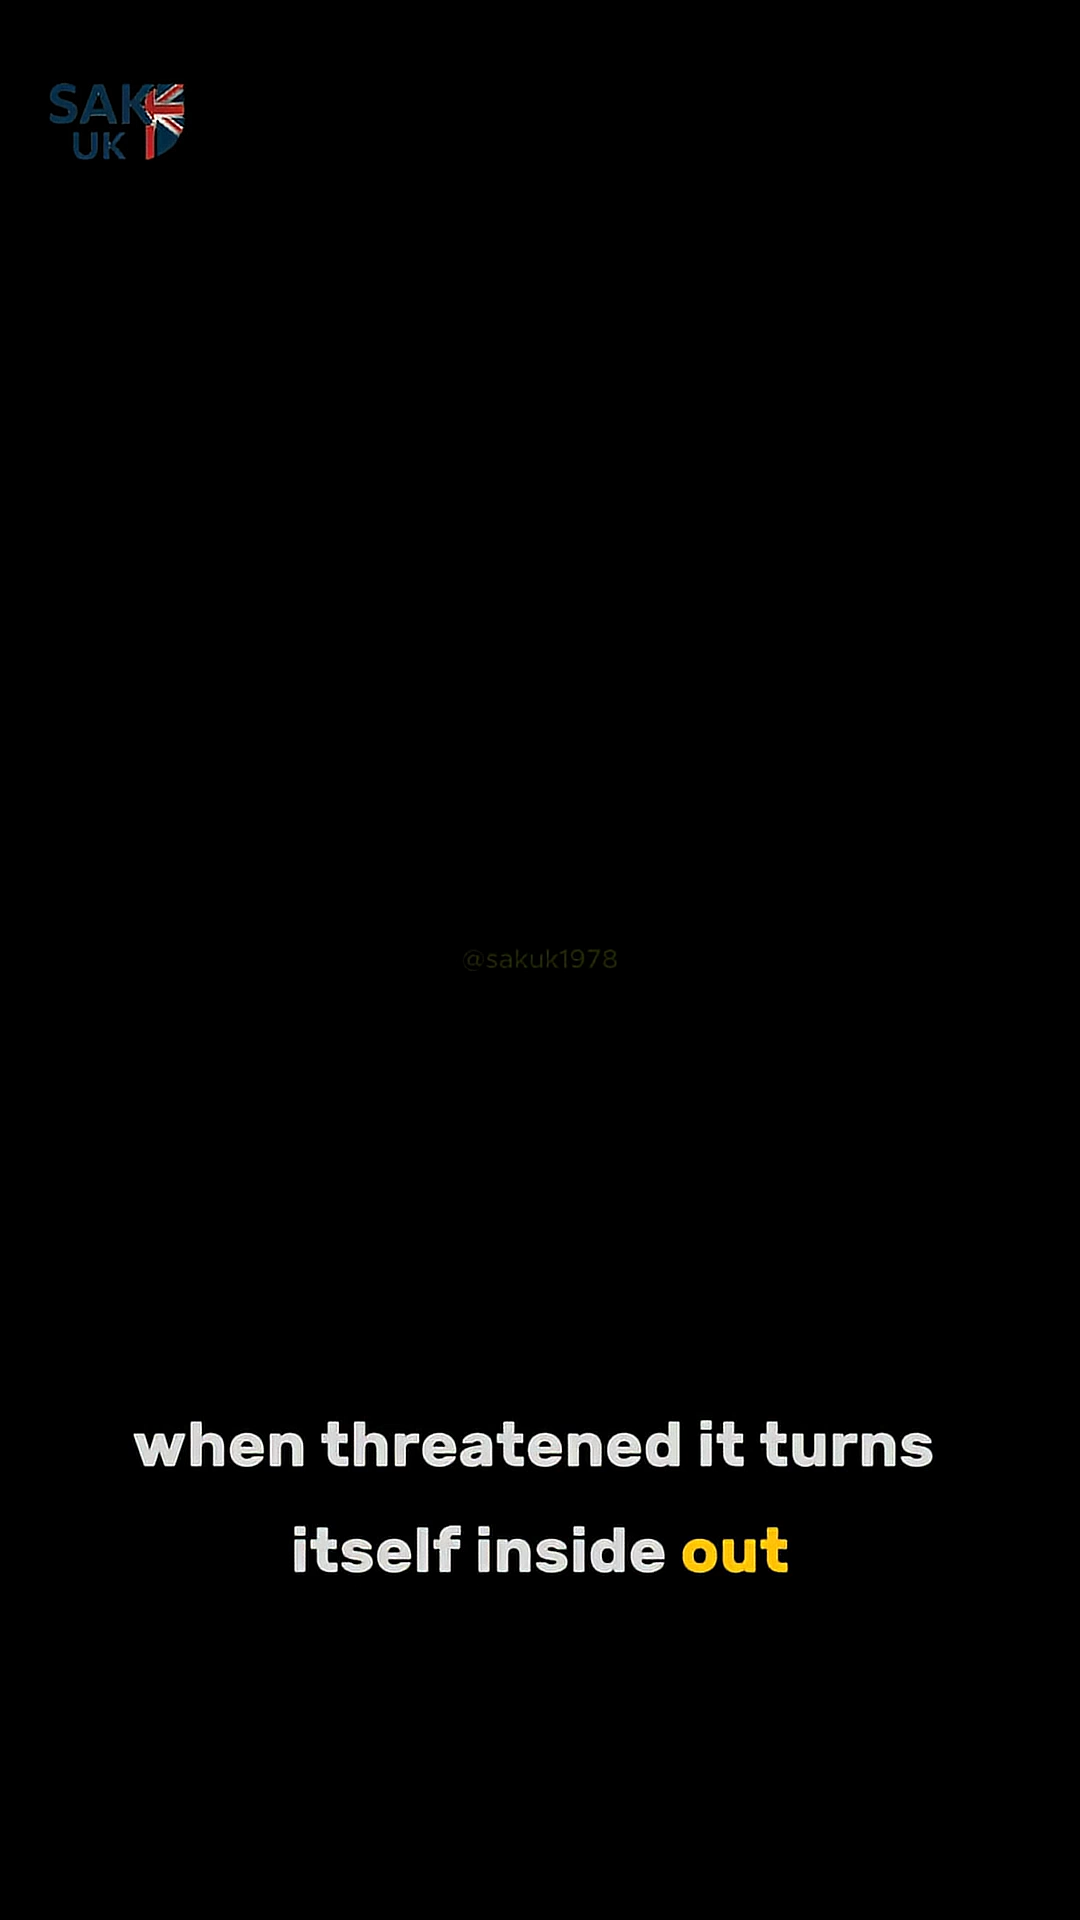 SAK
UK
@sakuk1978
when threatened it turns
itself inside out